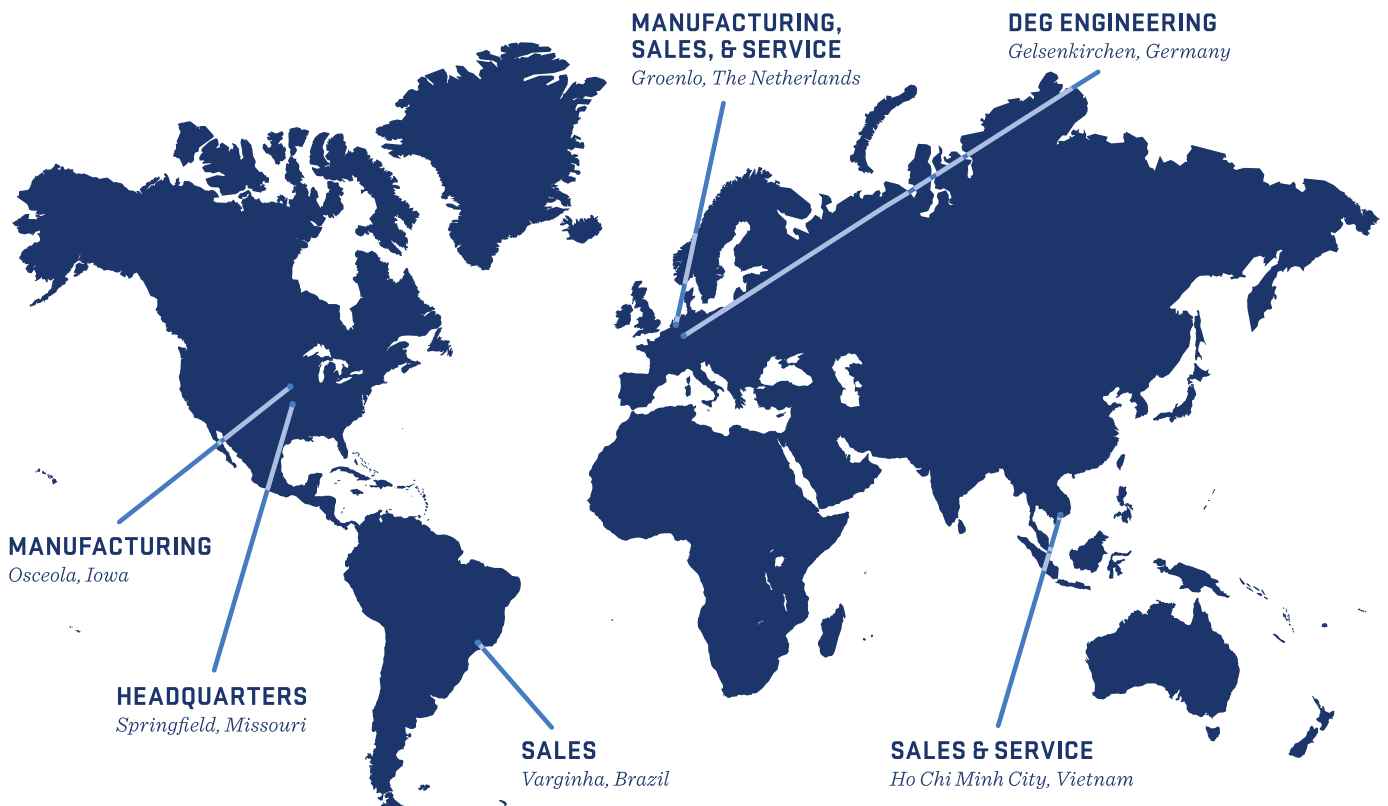 MANUFACTURING,
SALES, & SERVICE
Groenlo, The Netherlands
DEG ENGINEERING
Gelsenkirchen, Germany
MANUFACTURING
Osceola, Iowa
HEADQUARTERS
Springfield, Missouri
SALES
Varginha, Brazil
SALES & SERVICE
Ho Chi Minh City, Vietnam